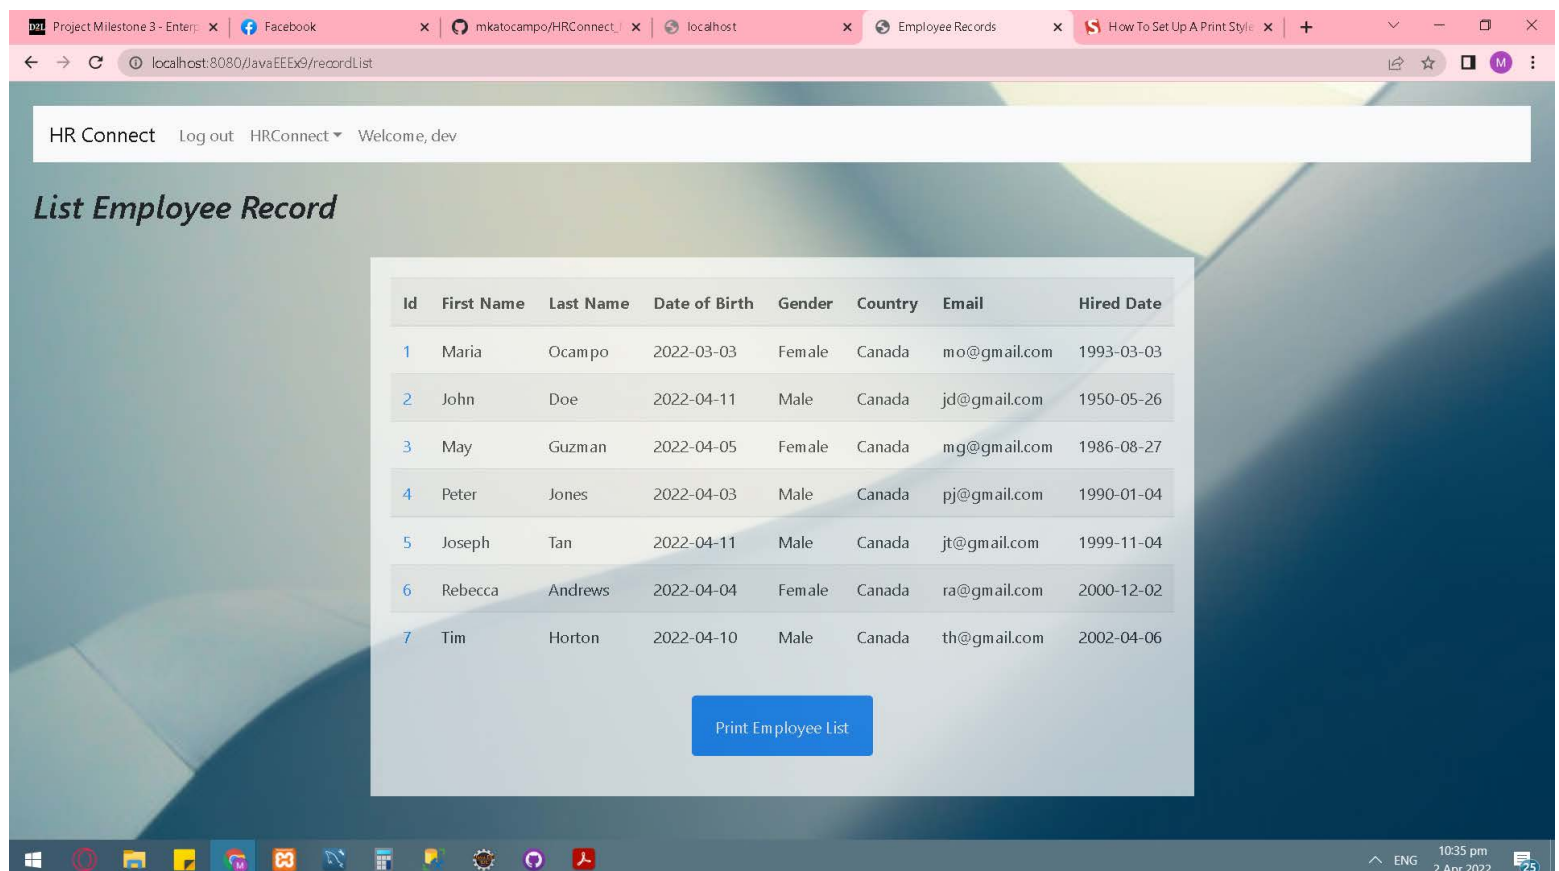 Project Milestone 3 - Enterp
Facebook
mkatocampo/HRConnect_
localhost
Employee Records
How To Set Up A Print Style
localhost:8080/JavaEEEx9/recordList
M
HR Connect Log out HRConnect Welcome, dev
List Employee Record
Id First Name Last Name Date of Birth Gender Country Email Hired Date
1 Maria Ocampo 2022-03-03 Female Canada mo@gmail.com 1993-03-03
2 John Doe 2022-04-11 Male Canada jd@gmail.com 1950-05-26
3 May Guzman 2022-04-05 Female Canada mg@gmail.com 1986-08-27
4 Peter Jones 2022-04-03 Male Canada pj@gmail.com 1990-01-04
5 Joseph Tan 2022-04-11 Male Canada jt@gmail.com 1999-11-04
6 Rebecca Andrews 2022-04-04 Female Canada ra@gmail.com 2000-12-02
7 Tim Horton 2022-04-10 Male Canada th@gmail.com 2002-04-06
Print Employee List
ENG
10:35 pm
2 Apr 2022
25